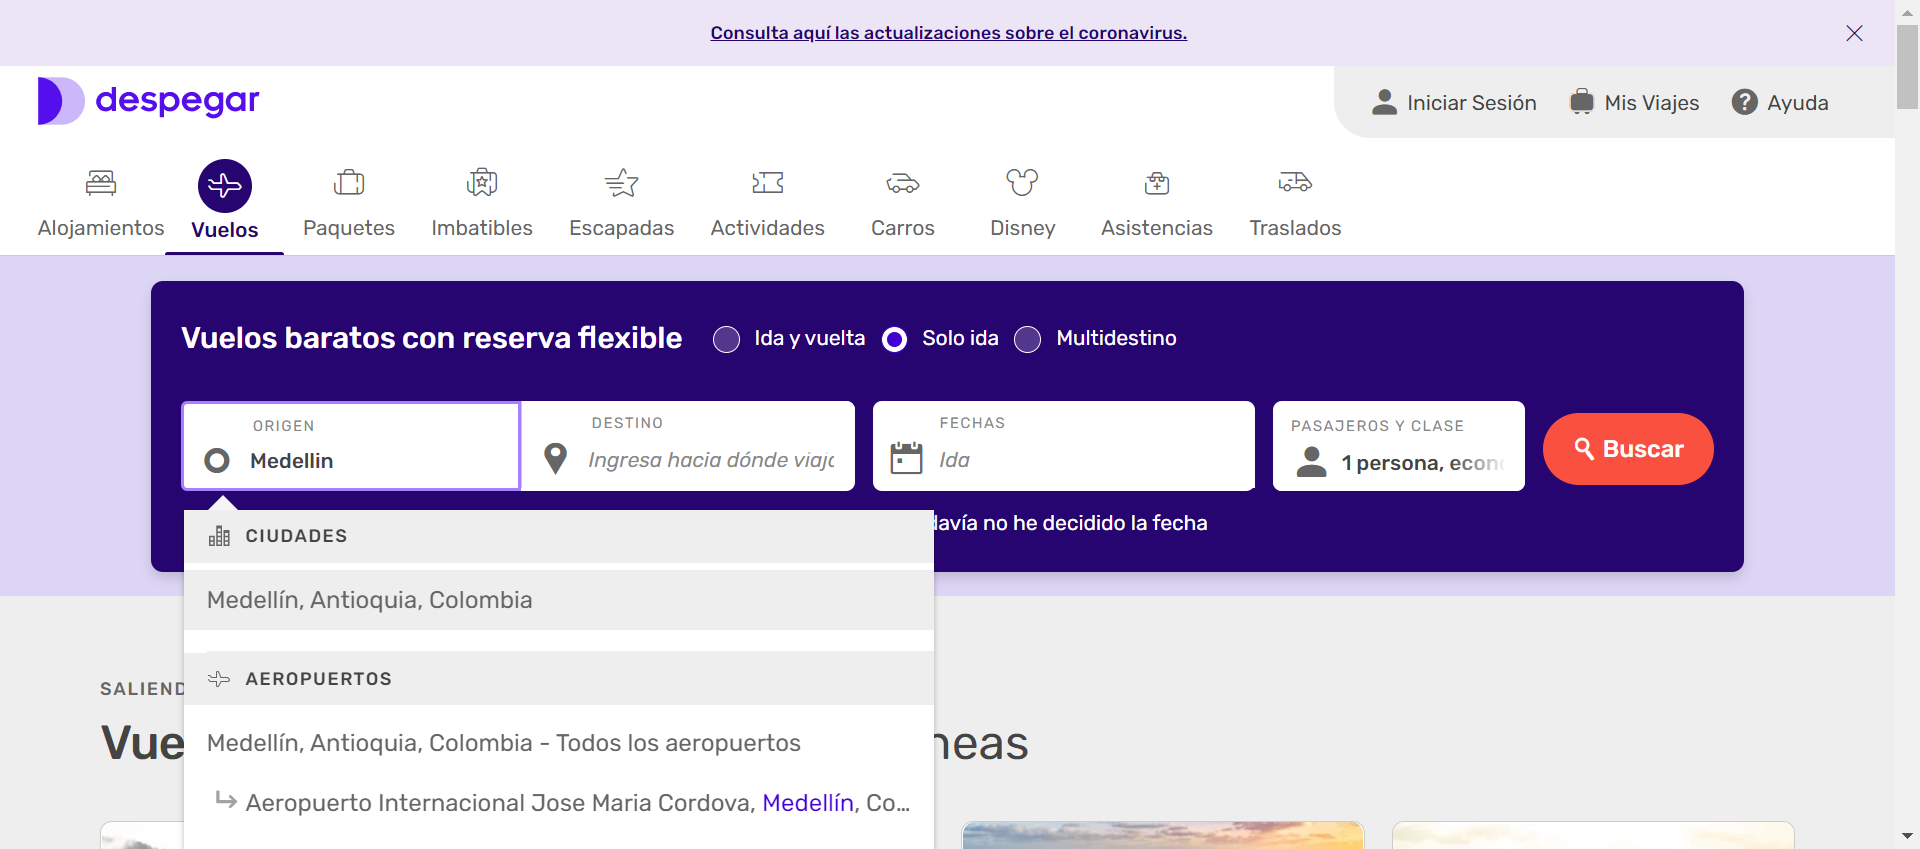 Consulta aquí las actualizaciones sobre el coronavirus.
despegar
Iniciar Sesión
Mis Viajes
Ayuda
Alojamientos
Vuelos
Paquetes
Imbatibles
Escapadas
Actividades
Carros
Disney
Asistencias
Traslados
Vuelos baratos con reserva flexible
Ida y vuelta
Solo ida
Multidestino
ORIGEN
Medellin
DESTINO
Ingresa hacia dónde viaj
FECHAS
Ida
PASAJEROS Y CLASE
1 persona, econ
Buscar
davía no he decidido la fecha
CIUDADES
Medellín, Antioquia, Colombia
AEROPUERTOS
Medellín, Antioquia, Colombia - Todos los aeropuertos
Aeropuerto Internacional Jose Maria Cordova, Medellín, Co...
SALIEND
Vue
neas